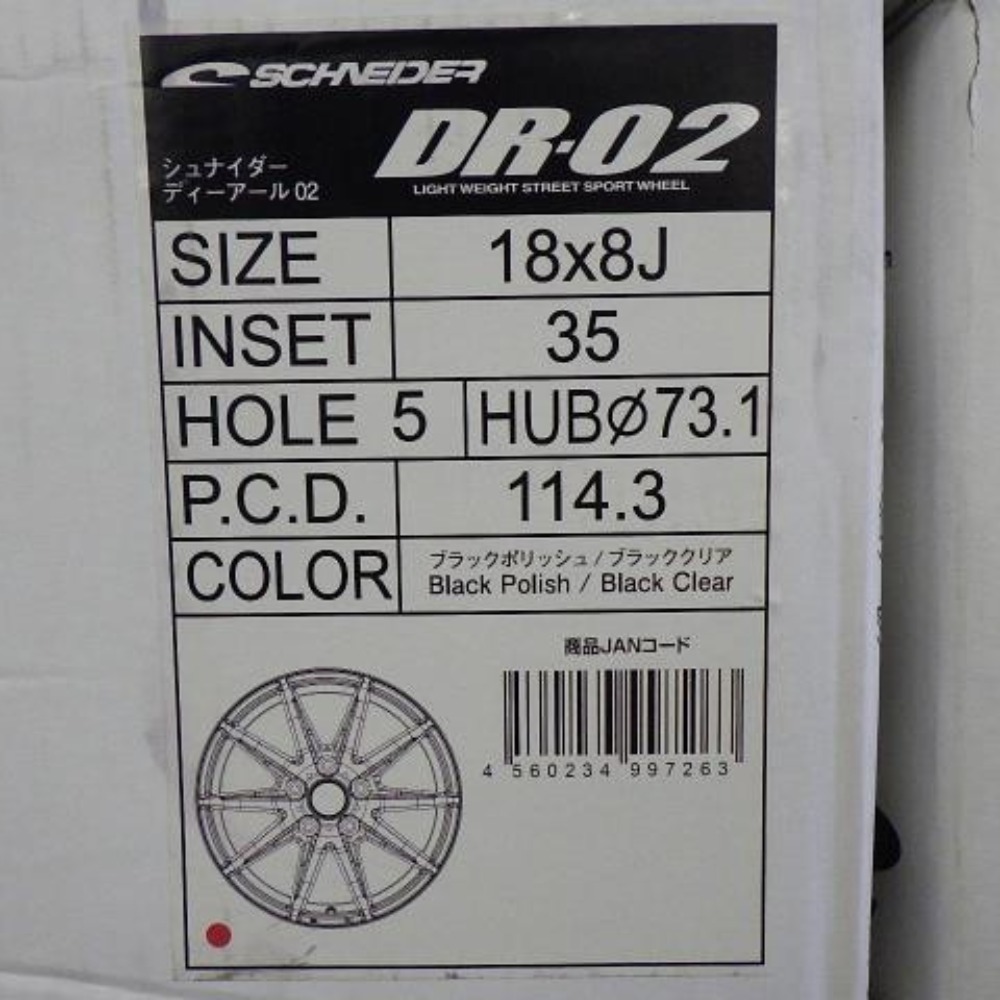 SCHNEIDER
DR-02
シュナイダー
ディーアール02
LIGHT WEIGHT STREET SPORT WHEEL
SIZE 18x8J
INSET 35
HOLE 5 HUBø73.1
P.C.D. 114.3
COLOR ブラックポリッシュ/ブラッククリア
Black Polish / Black Clear
商品JANコード
4 560234 997263